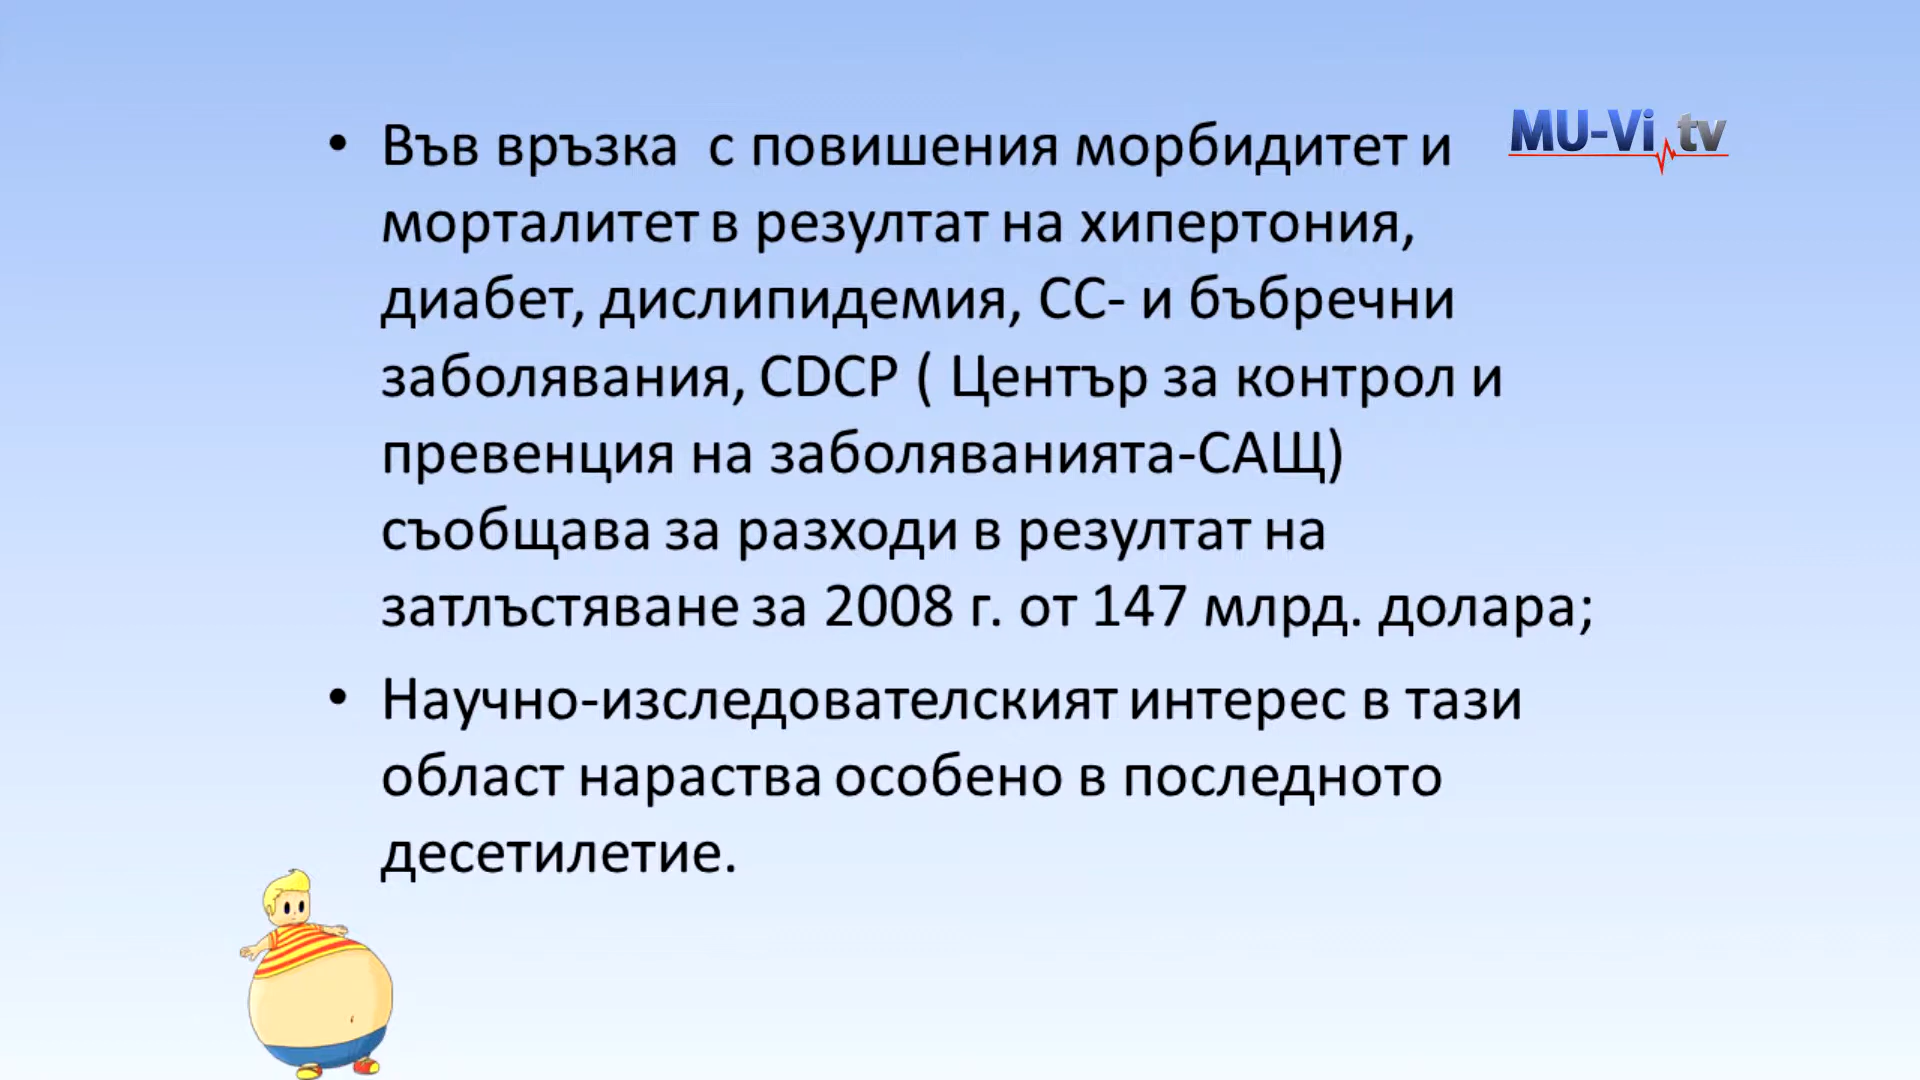 • Във връзка  с повишения морбидитет и
MU-Vi tv
морталитет в резултат на хипертония,
диабет, дислипидемия, СС- и бъбречни
заболявания, CDCP ( Център за контрол и
превенция на заболяванията-САЩ)
съобщава за разходи в резултат на
затлъстяване за 2008 г. от 147 млрд. долара;
• Научно-изследователският интерес в тази
област нараства особено в последното
десетилетие.